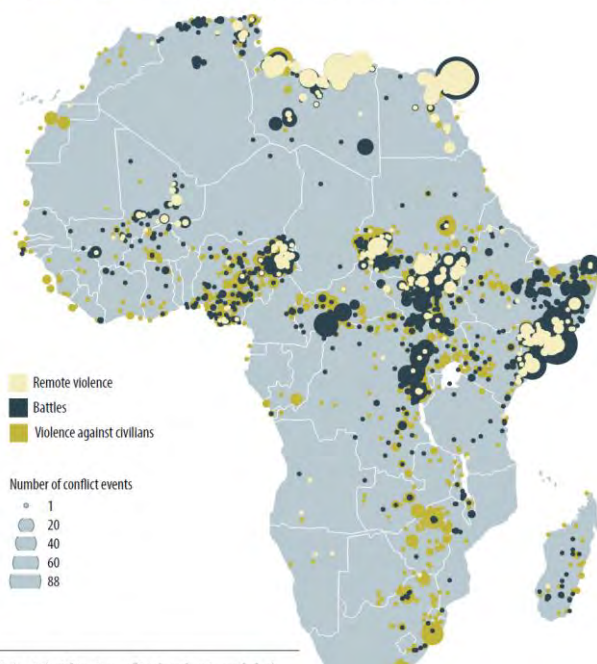 Remote violence
Battles
Violence against civilians
Number of conflict events
1
20
40
60
88